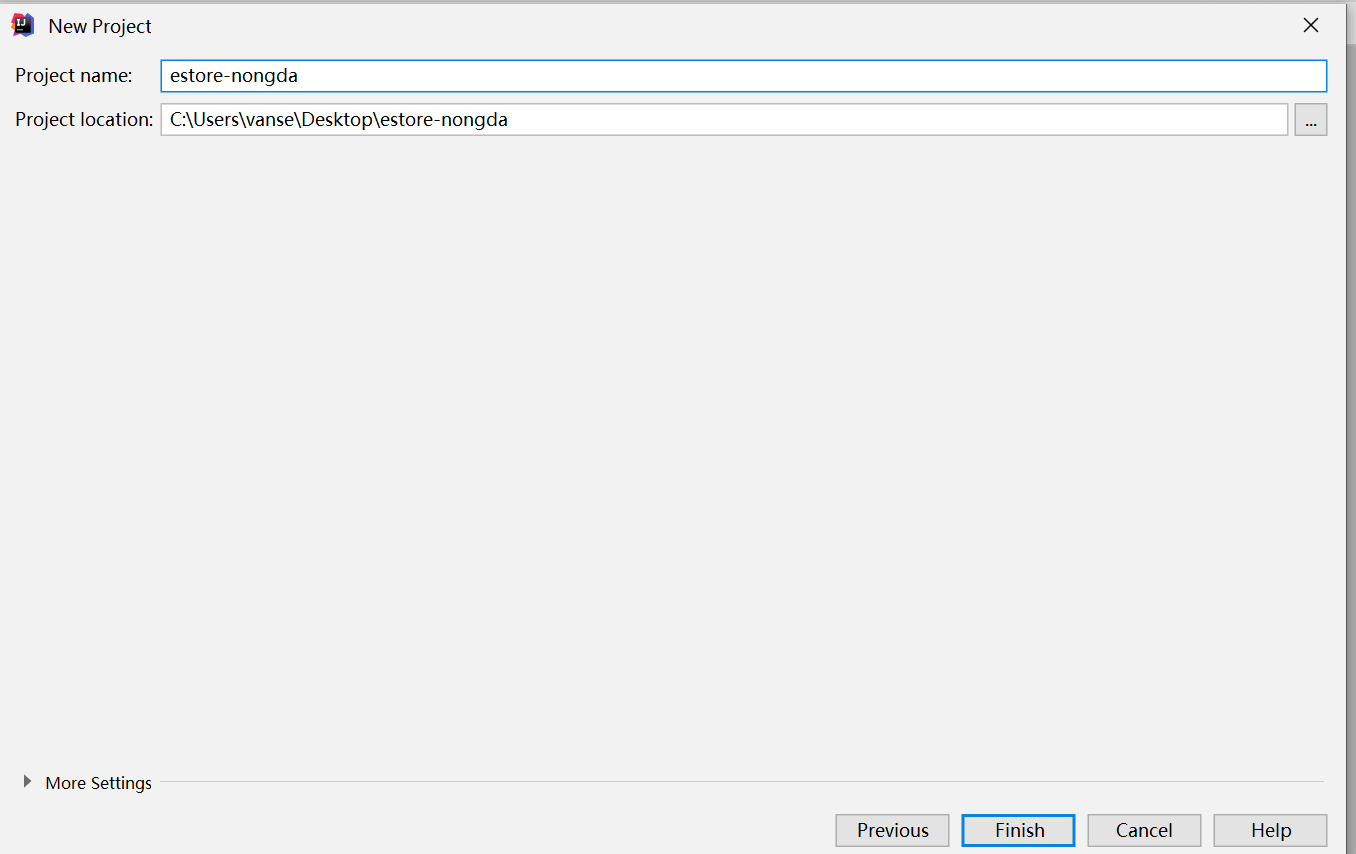 New Project
Project name: estore-nongda
Project location: C:\Users\vanse\Desktop\estore-nongda ...
More Settings
Previous Finish Cancel Help